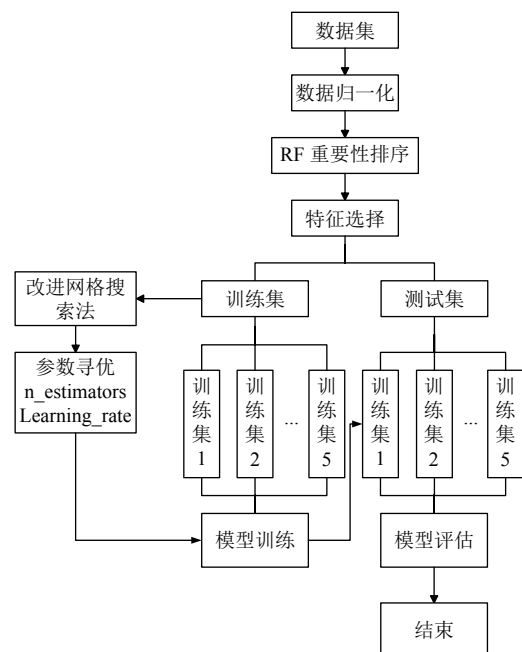 数据集
数据归一化
RF 重要性排序
特征选择
改进网格搜
索法
训练集
测试集
参数寻优
n_estimators
Learning_rate
训
练
集
1
训
练
集
2
...
训
练
集
5
训
练
集
1
训
练
集
2
...
训
练
集
5
模型训练
模型评估
结束